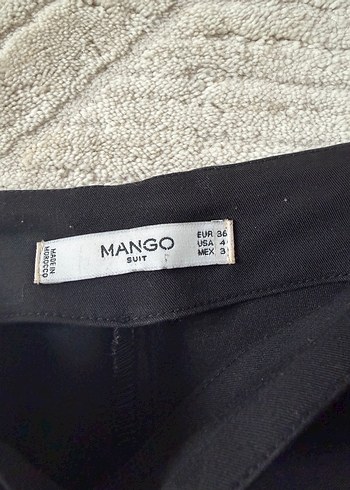 MADE IN
MOROCCO
MANGO
SUIT
EUR 36
USA 4
MEX 3